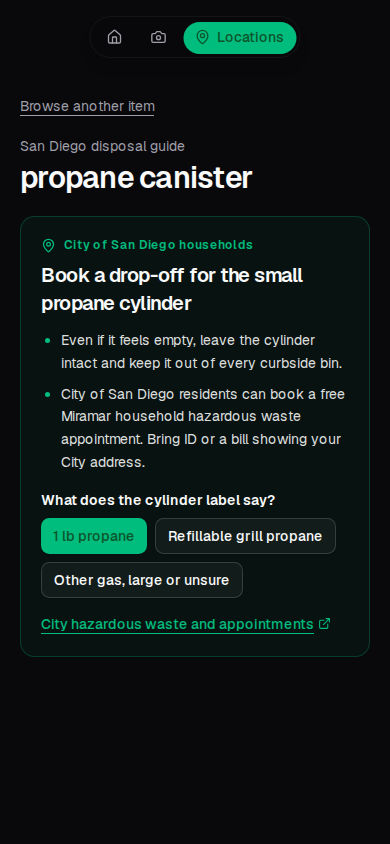 Locations
Browse another item
San Diego disposal guide
propane canister
City of San Diego households
Book a drop-off for the small
propane cylinder
Even if it feels empty, leave the cylinder
intact and keep it out of every curbside bin.
City of San Diego residents can book a free
Miramar household hazardous waste
appointment. Bring ID or a bill showing your
City address.
What does the cylinder label say?
1 lb propane
Refillable grill propane
Other gas, large or unsure
City hazardous waste and appointments